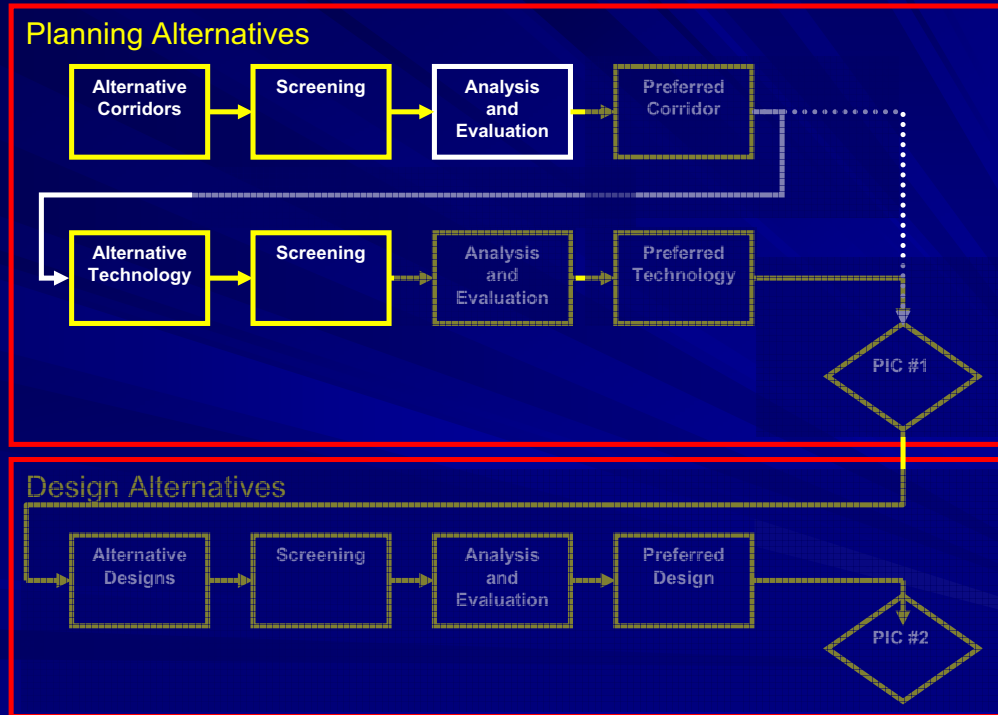 Planning Alternatives
Alternative
Corridors
Screening
Analysis
and
Evaluation
Preferred
Corridor
Alternative
Technology
Screening
Analysis
and
Evaluation
Preferred
Technology
PIC #1
Design Alternatives
Alternative
Designs
Screening
Analysis
and
Evaluation
Preferred
Design
PIC #2